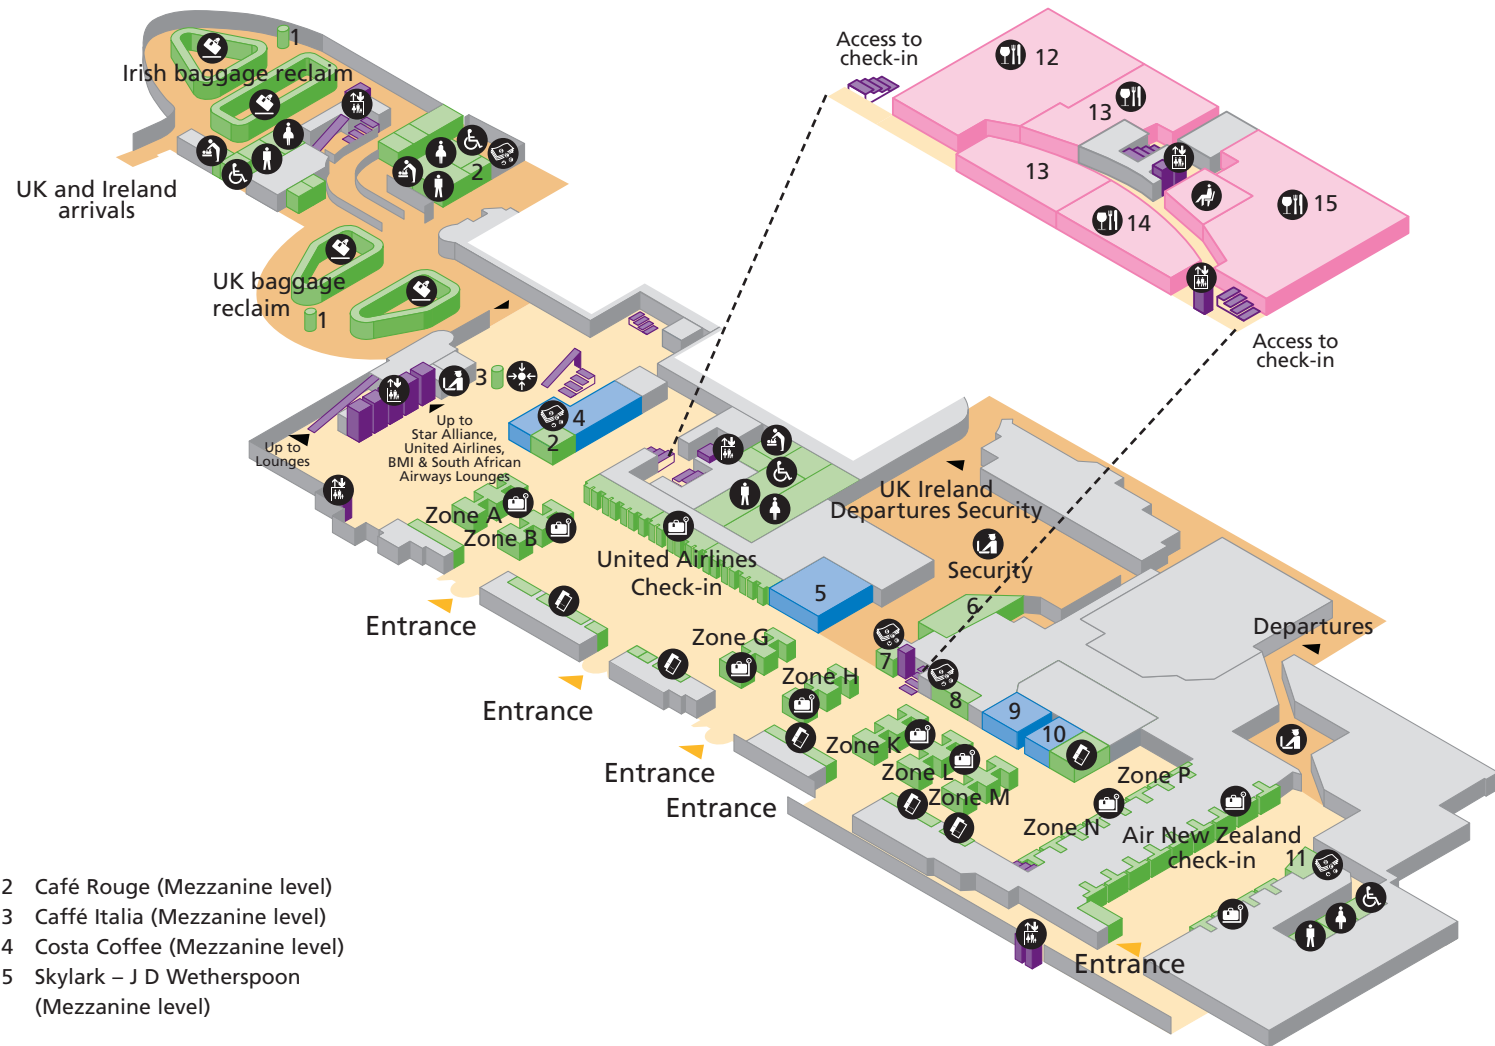 1
Irish baggage reclaim
2
UK and Ireland
arrivals
UK baggage
reclaim
1
Access to
check-in
12
13
13
14
15
Access to
check-in
3
4
2
Up to
Lounges
Up to
Star Alliance,
United Airlines,
BMI & South African
Airways Lounges
Zone A
Zone B
United Airlines
Check-in
UK Ireland
Departures Security
Security
5
6
7
8
9
10
Departures
Entrance
Zone G
Zone H
Entrance
Zone K
Zone L
Zone M
Zone P
Zone N
Entrance
Entrance
Air New Zealand
check-in
11
Entrance
2 Café Rouge (Mezzanine level)
3 Caffé Italia (Mezzanine level)
4 Costa Coffee (Mezzanine level)
5 Skylark – J D Wetherspoon
(Mezzanine level)